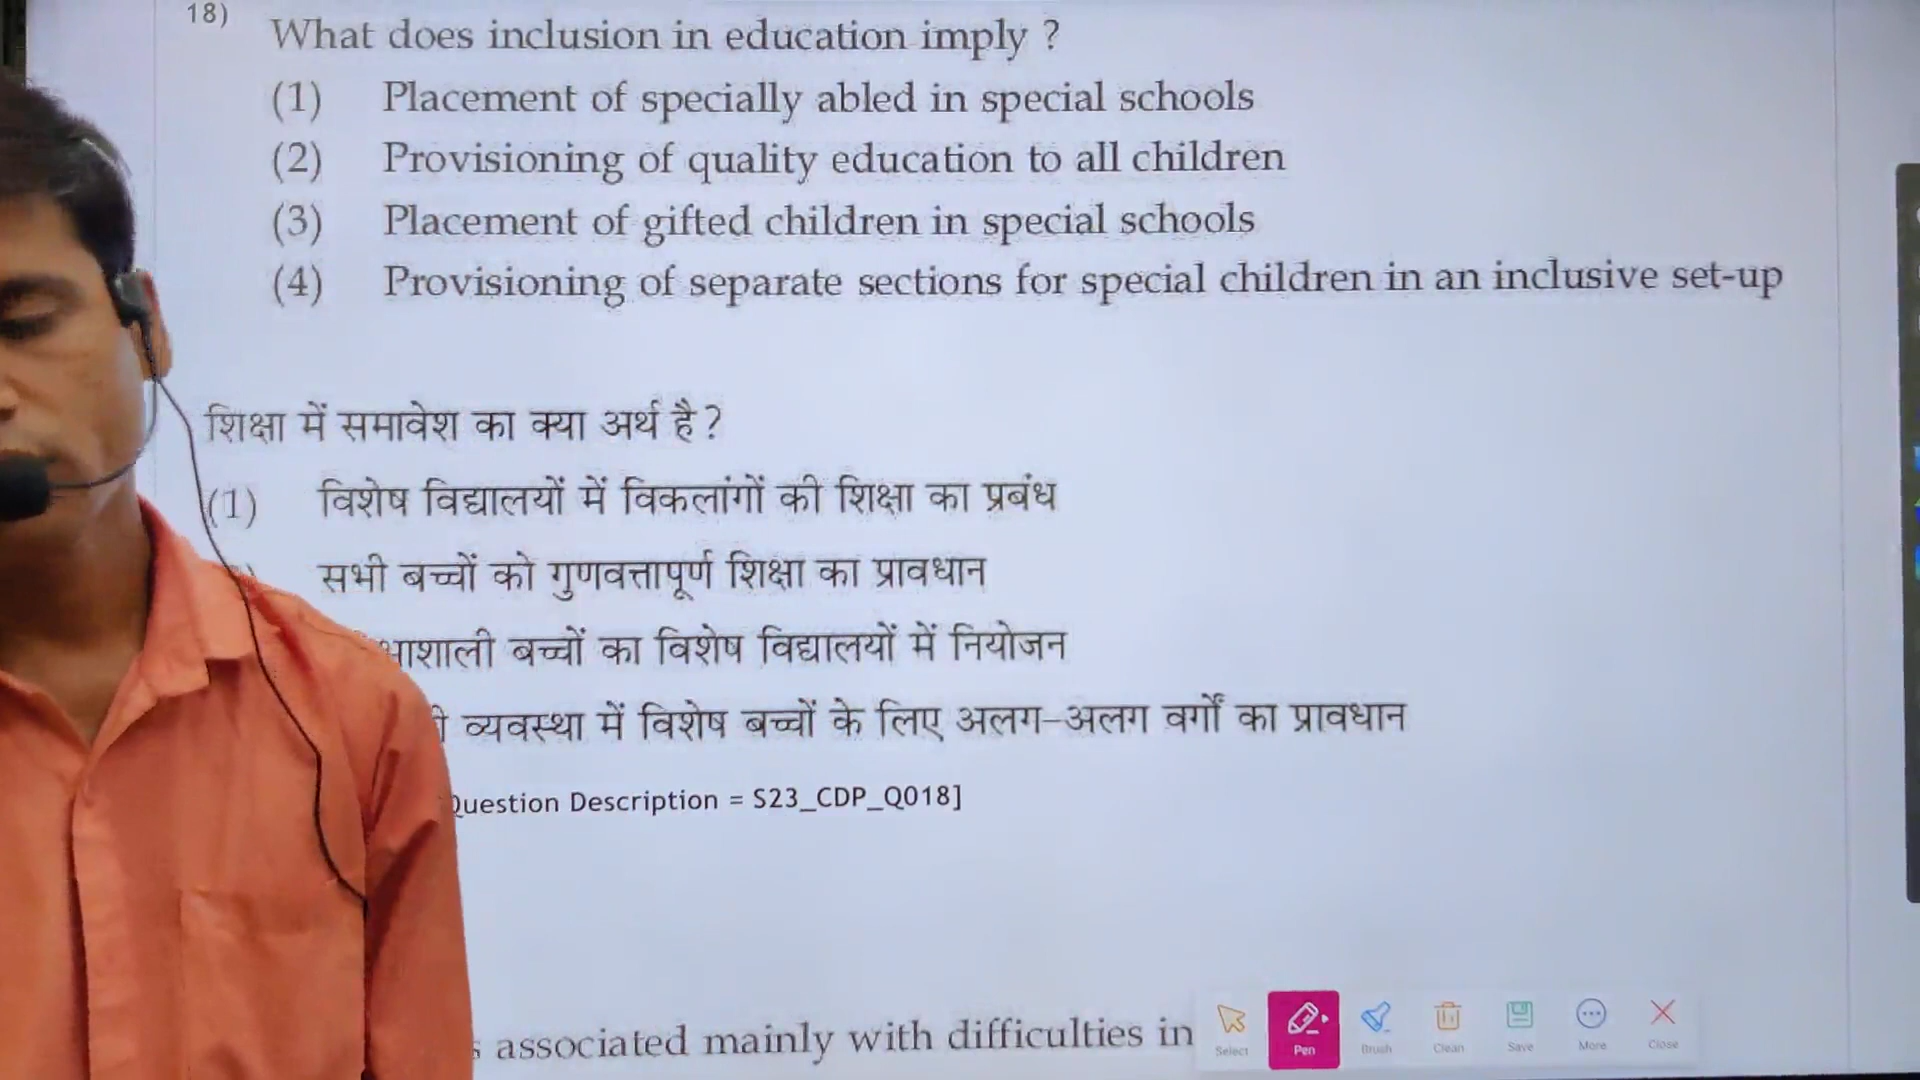 18)
What does inclusion in education imply ?
(1) Placement of specially abled in special schools
(2) Provisioning of quality education to all children
(3) Placement of gifted children in special schools
(4) Provisioning of separate sections for special children in an inclusive set-up
शिक्षा में समावेश का क्या अर्थ है ?
(1) विशेष विद्यालयों में विकलांगों की शिक्षा का प्रबंध
सभी बच्चों को गुणवत्तापूर्ण शिक्षा का प्रावधान
बच्चों का विशेष विद्यालयों में नियोजन
व्यवस्था में विशेष बच्चों के लिए अलग-अलग वर्गों का प्रावधान
Question Description = S23_CDP_Q018]
associated mainly with difficulties in
Select Pen Brush Clean Save More Close